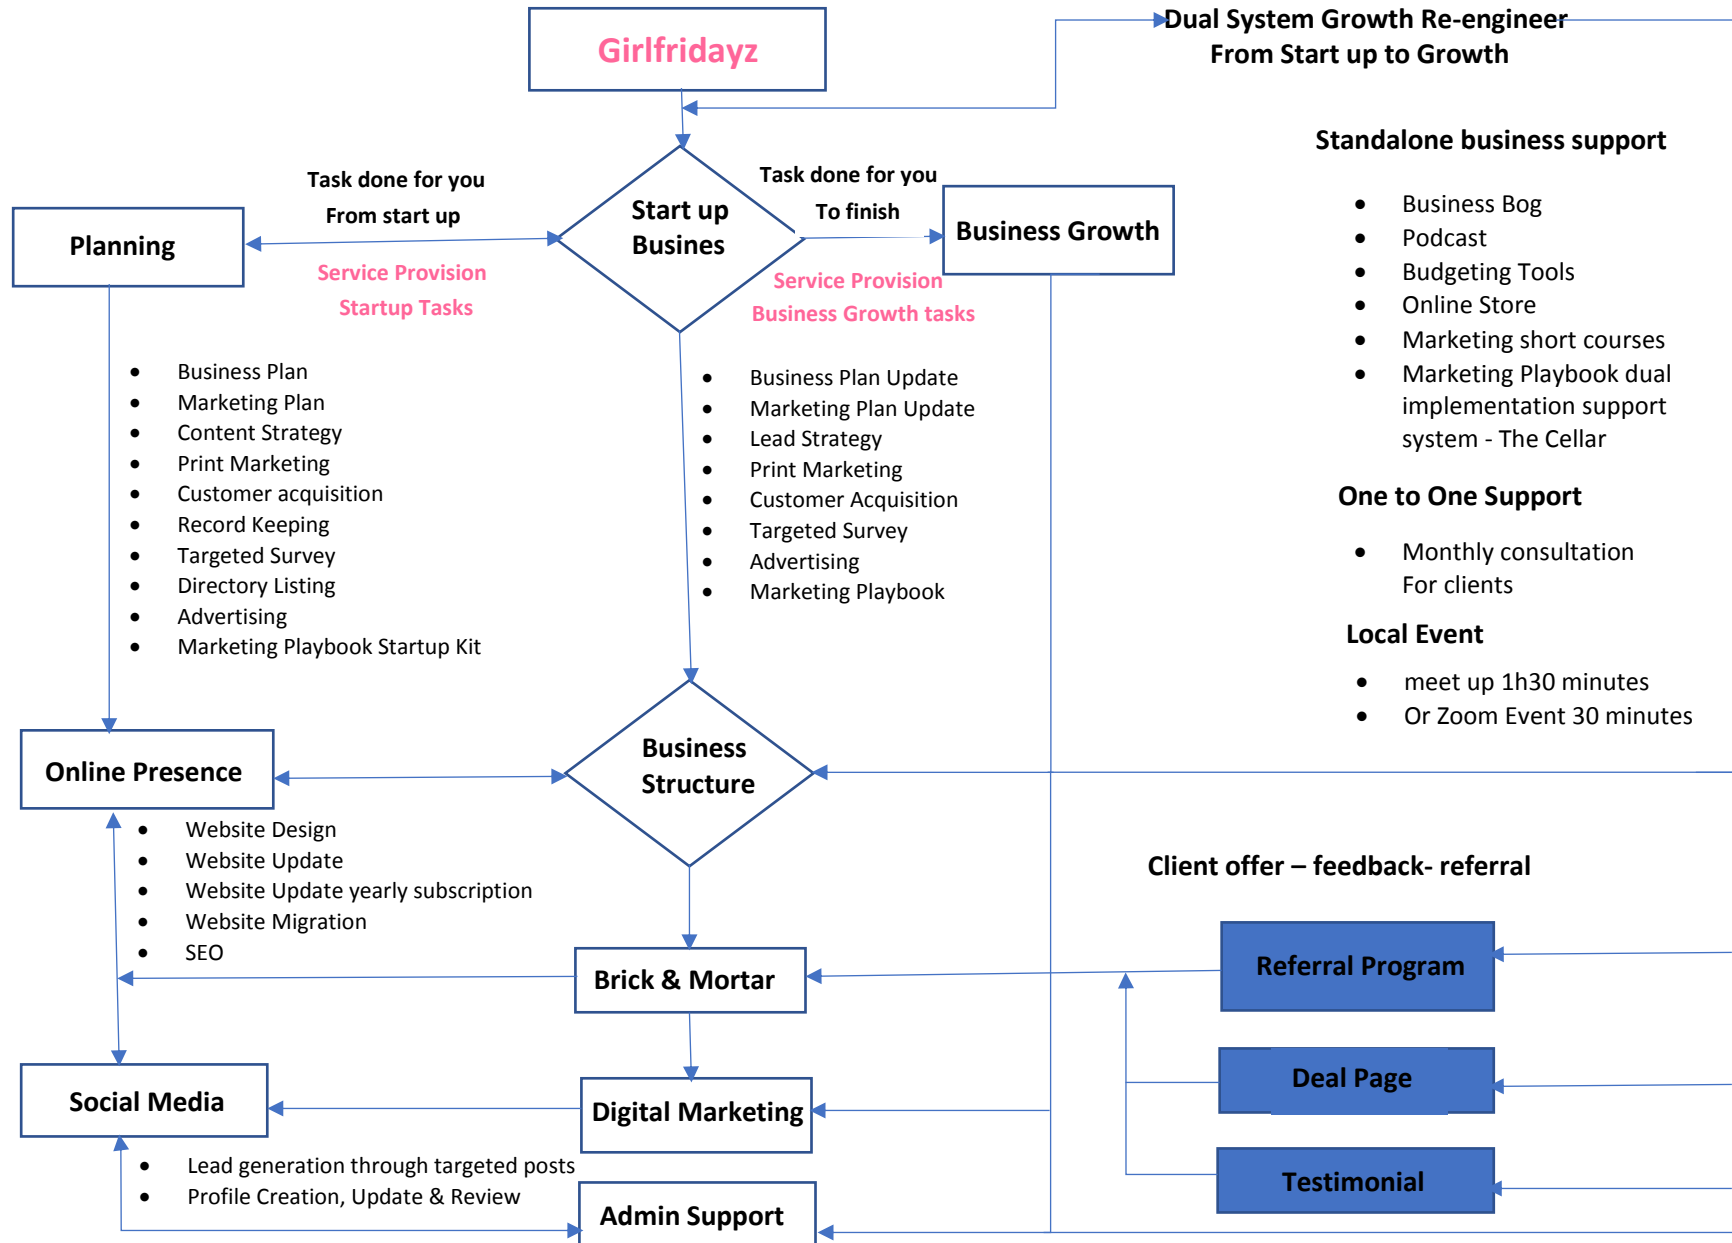 Girlfridayz
Dual System Growth Re-engineer
From Start up to Growth
Standalone business support
• Business Bog
• Podcast
• Budgeting Tools
• Online Store
• Marketing short courses
• Marketing Playbook dual
implementation support
system - The Cellar
One to One Support
• Monthly consultation
For clients
Local Event
• meet up 1h30 minutes
• Or Zoom Event 30 minutes
Task done for you
From start up
Task done for you
To finish
Planning
Start up
Busines
Business Growth
Service Provision
Startup Tasks
Service Provision
Business Growth tasks
• Business Plan
• Marketing Plan
• Content Strategy
• Print Marketing
• Customer acquisition
• Record Keeping
• Targeted Survey
• Directory Listing
• Advertising
• Marketing Playbook Startup Kit
• Business Plan Update
• Marketing Plan Update
• Lead Strategy
• Print Marketing
• Customer Acquisition
• Targeted Survey
• Advertising
• Marketing Playbook
Online Presence
Business
Structure
• Website Design
• Website Update
• Website Update yearly subscription
• Website Migration
• SEO
Client offer – feedback- referral
Brick & Mortar
Referral Program
Social Media
Digital Marketing
Deal Page
• Lead generation through targeted posts
• Profile Creation, Update & Review
Testimonial
Admin Support